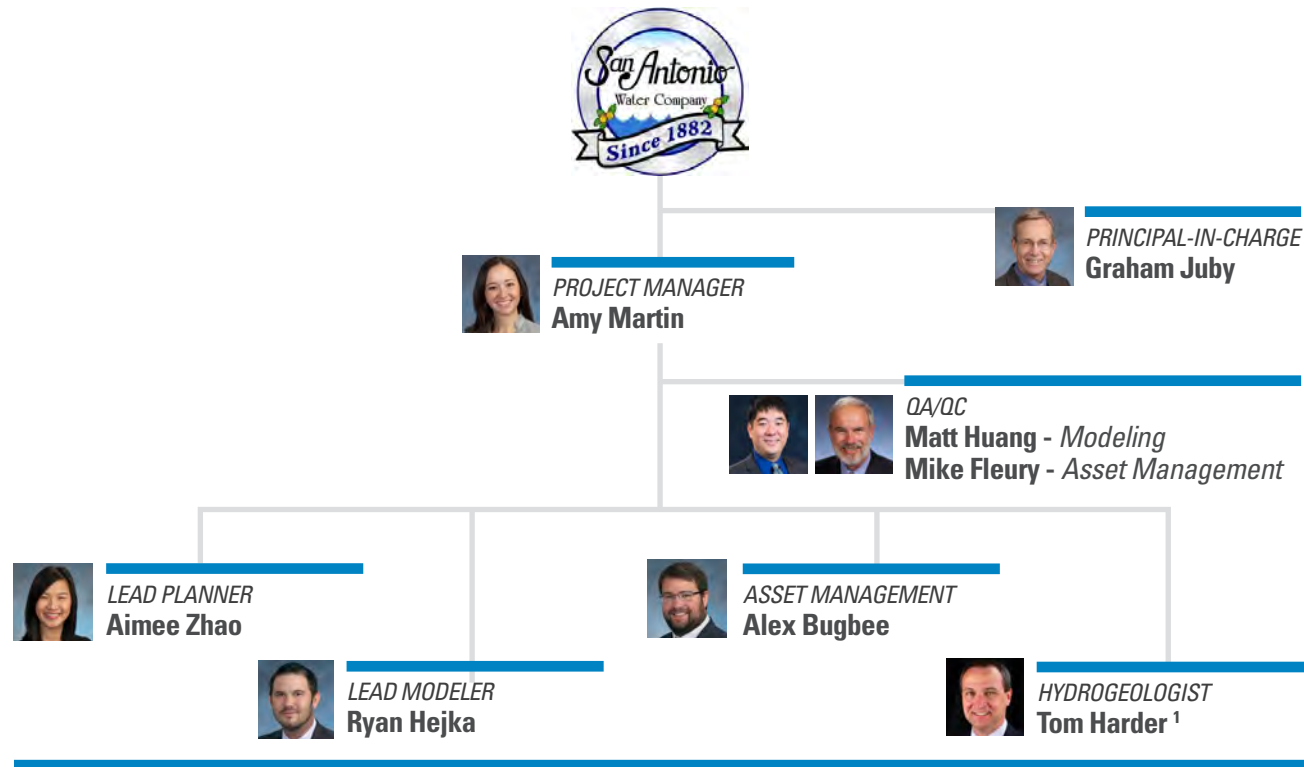 San Antonio
Water Company
Since 1882
PRINCIPAL-IN-CHARGE
Graham Juby
PROJECT MANAGER
Amy Martin
QA/QC
Matt Huang - Modeling
Mike Fleury - Asset Management
LEAD PLANNER
Aimee Zhao
ASSET MANAGEMENT
Alex Bugbee
LEAD MODELER
Ryan Hejka
HYDROGEOLOGIST
Tom Harder 1